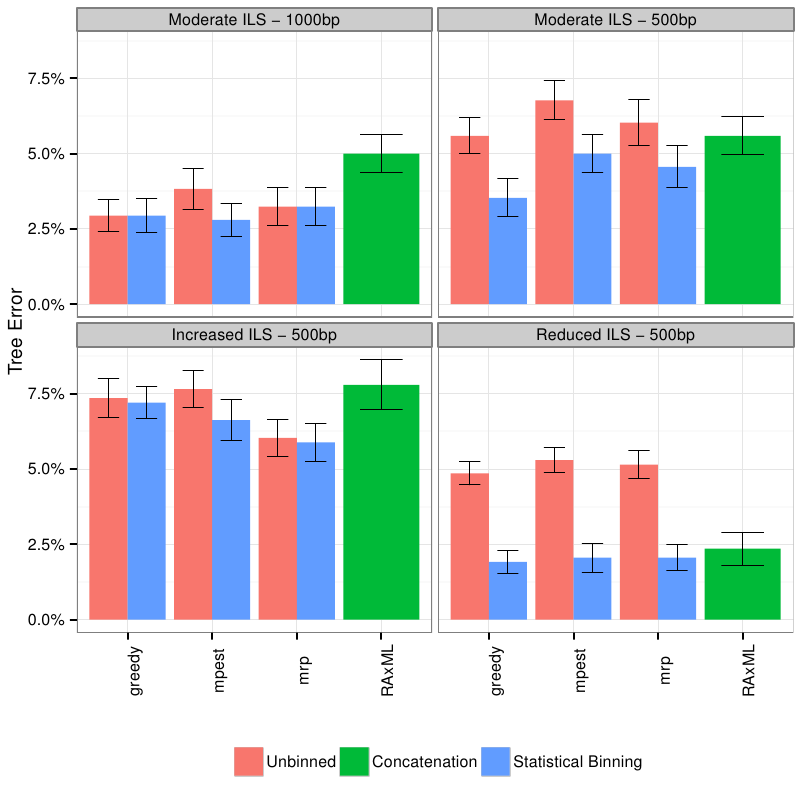 Moderate ILS − 1000bp
Moderate ILS − 500bp
7.5%
5.0%
2.5%
0.0%
Tree Error
Increased ILS − 500bp
Reduced ILS − 500bp
7.5%
5.0%
2.5%
0.0%
greedy
mpest
mrp
RAxML
greedy
mpest
mrp
RAxML
Unbinned
Concatenation
Statistical Binning